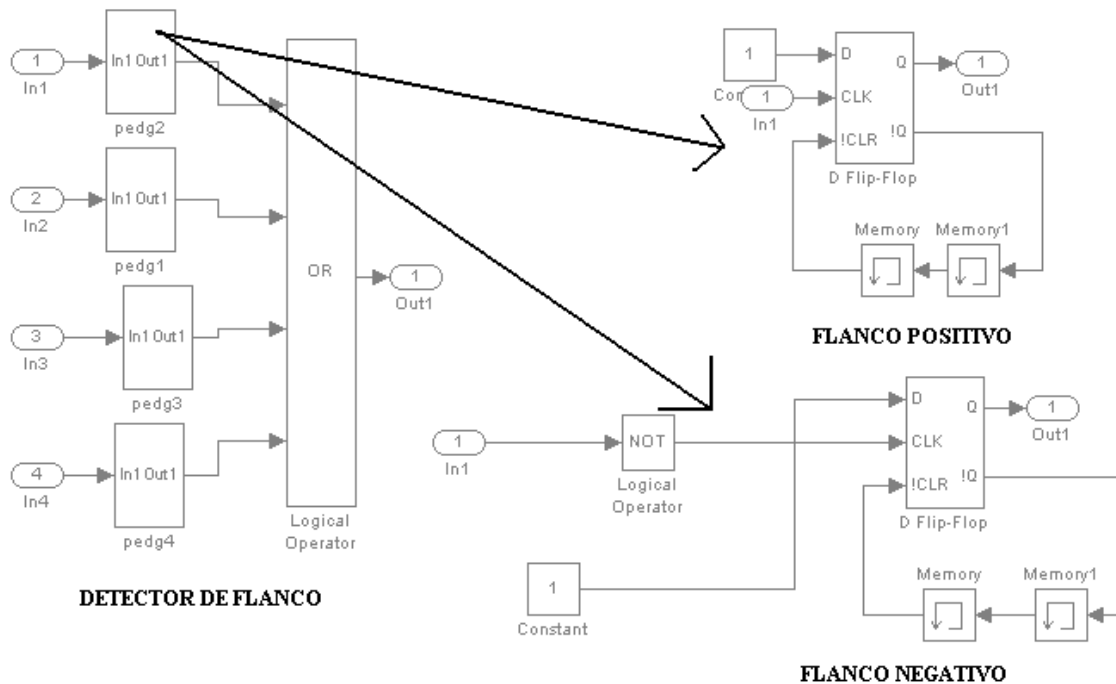 1
In1
In1 Out1
pedg2
2
In2
In1 Out1
pedg1
3
In3
In1 Out1
pedg3
4
In4
In1 Out1
pedg4
OR
Logical
Operator
1
Out1
DETECTOR DE FLANCO
1
1
In1
D
CLK
!CLR
Q
!Q
D Flip-Flop
1
Out1
Memory
Memory1
FLANCO POSITIVO
1
In1
NOT
Logical
Operator
1
Constant
D
CLK
!CLR
Q
!Q
D Flip-Flop
1
Out1
Memory
Memory1
FLANCO NEGATIVO